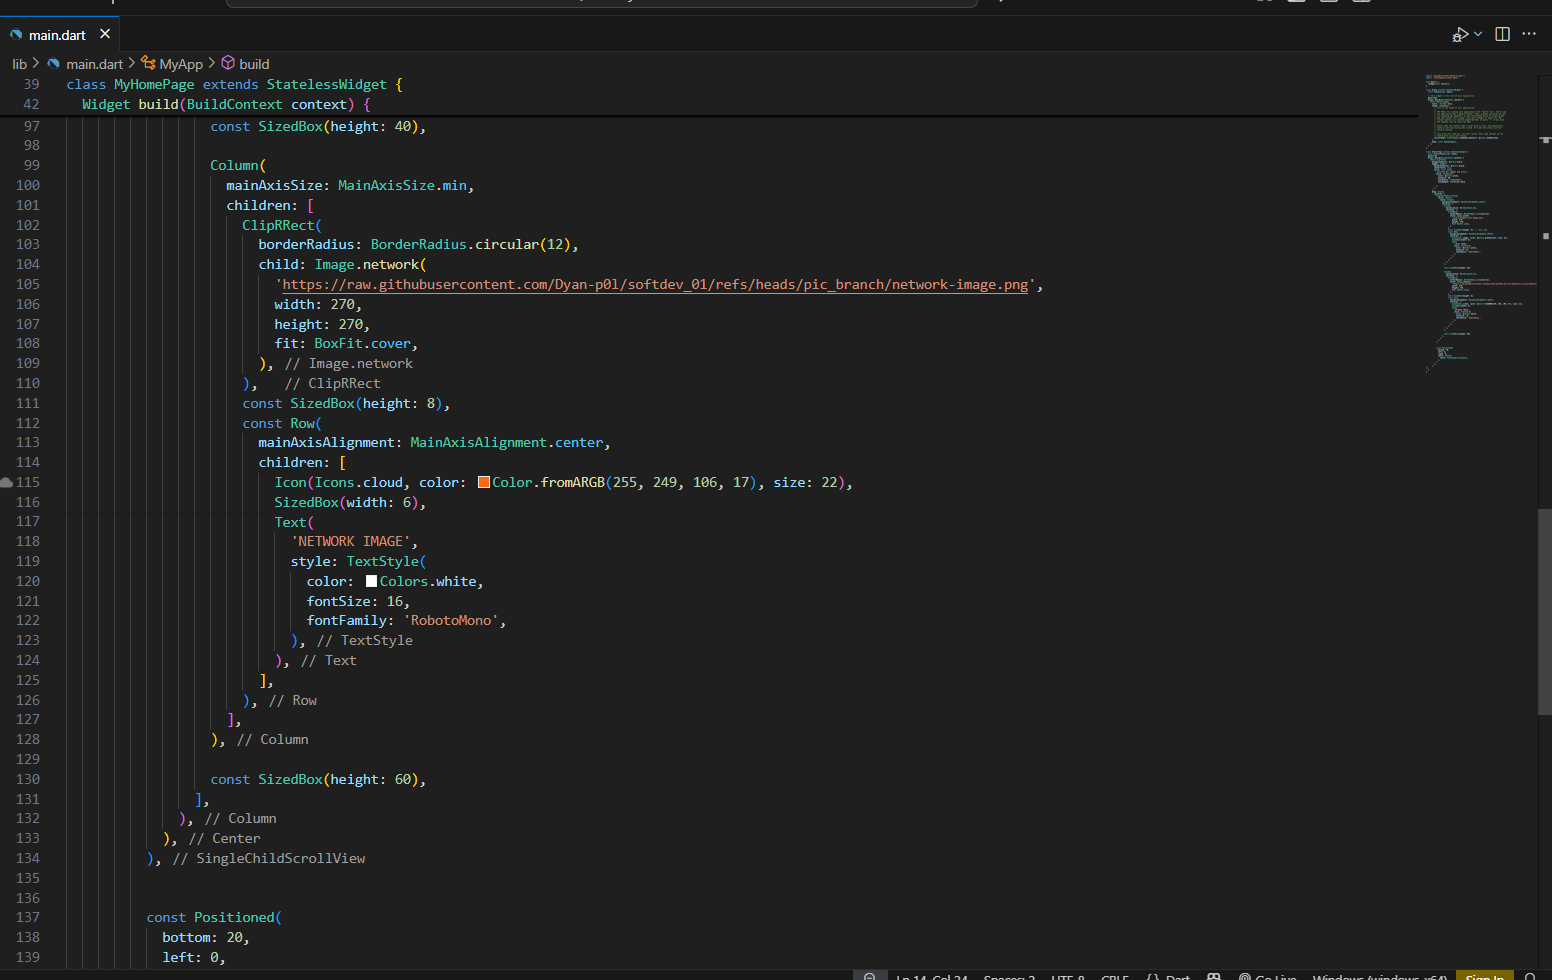 main.dart
lib > main.dart > MyApp > build
39 class MyHomePage extends StatelessWidget {
42 Widget build(BuildContext context) {
97 const SizedBox(height: 40),
98
99 Column(
100 mainAxisSize: MainAxisSize.min,
101 children: [
102 ClipRRect(
103 borderRadius: BorderRadius.circular(12),
104 child: Image.network(
105 'https://raw.githubusercontent.com/Dyan-p0l/softdev_01/refs/heads/pic_branch/network-image.png',
106 width: 270,
107 height: 270,
108 fit: BoxFit.cover,
109 ), // Image.network
110 ), // ClipRRect
111 const SizedBox(height: 8),
112 const Row(
113 mainAxisAlignment: MainAxisAlignment.center,
114 children: [
115 Icon(Icons.cloud, color: Color.fromARGB(255, 249, 106, 17), size: 22),
116 SizedBox(width: 6),
117 Text(
118 'NETWORK IMAGE',
119 style: TextStyle(
120 color: Colors.white,
121 fontSize: 16,
122 fontFamily: 'RobotoMono',
123 ), // TextStyle
124 ), // Text
125 ],
126 ), // Row
127 ],
128 ), // Column
129
130 const SizedBox(height: 60),
131 ],
132 ), // Column
133 ), // Center
134 ), // SingleChildScrollView
135
136
137 const Positioned(
138 bottom: 20,
139 left: 0,
Ln 14, Col 24 Spaces: 2 UTF-8 CRLF {} Dart Go Live Windows (windows-x64) Sign In